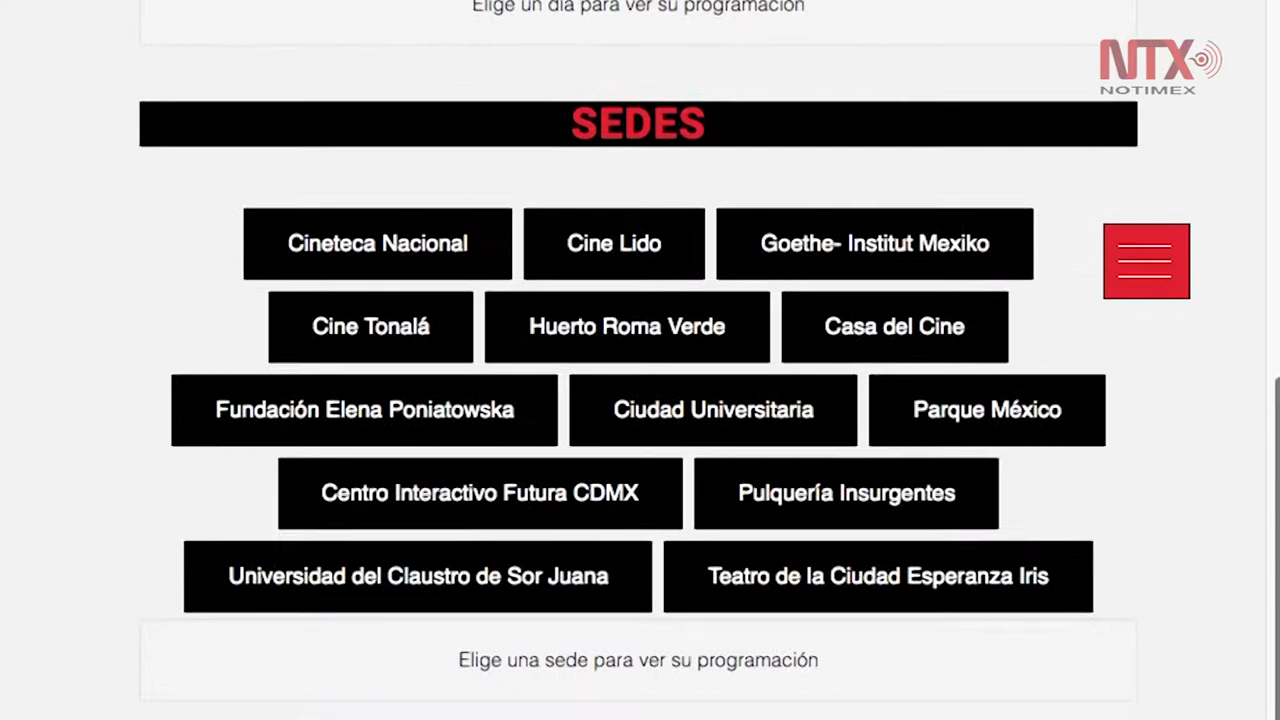 Elige un día para ver su programación
NTX
NOTIMEX
SEDES
Cineteca Nacional
Cine Lido
Goethe- Institut Mexiko
Cine Tonalá
Huerto Roma Verde
Casa del Cine
Fundación Elena Poniatowska
Ciudad Universitaria
Parque México
Centro Interactivo Futura CDMX
Pulquería Insurgentes
Universidad del Claustro de Sor Juana
Teatro de la Ciudad Esperanza Iris
Elige una sede para ver su programación